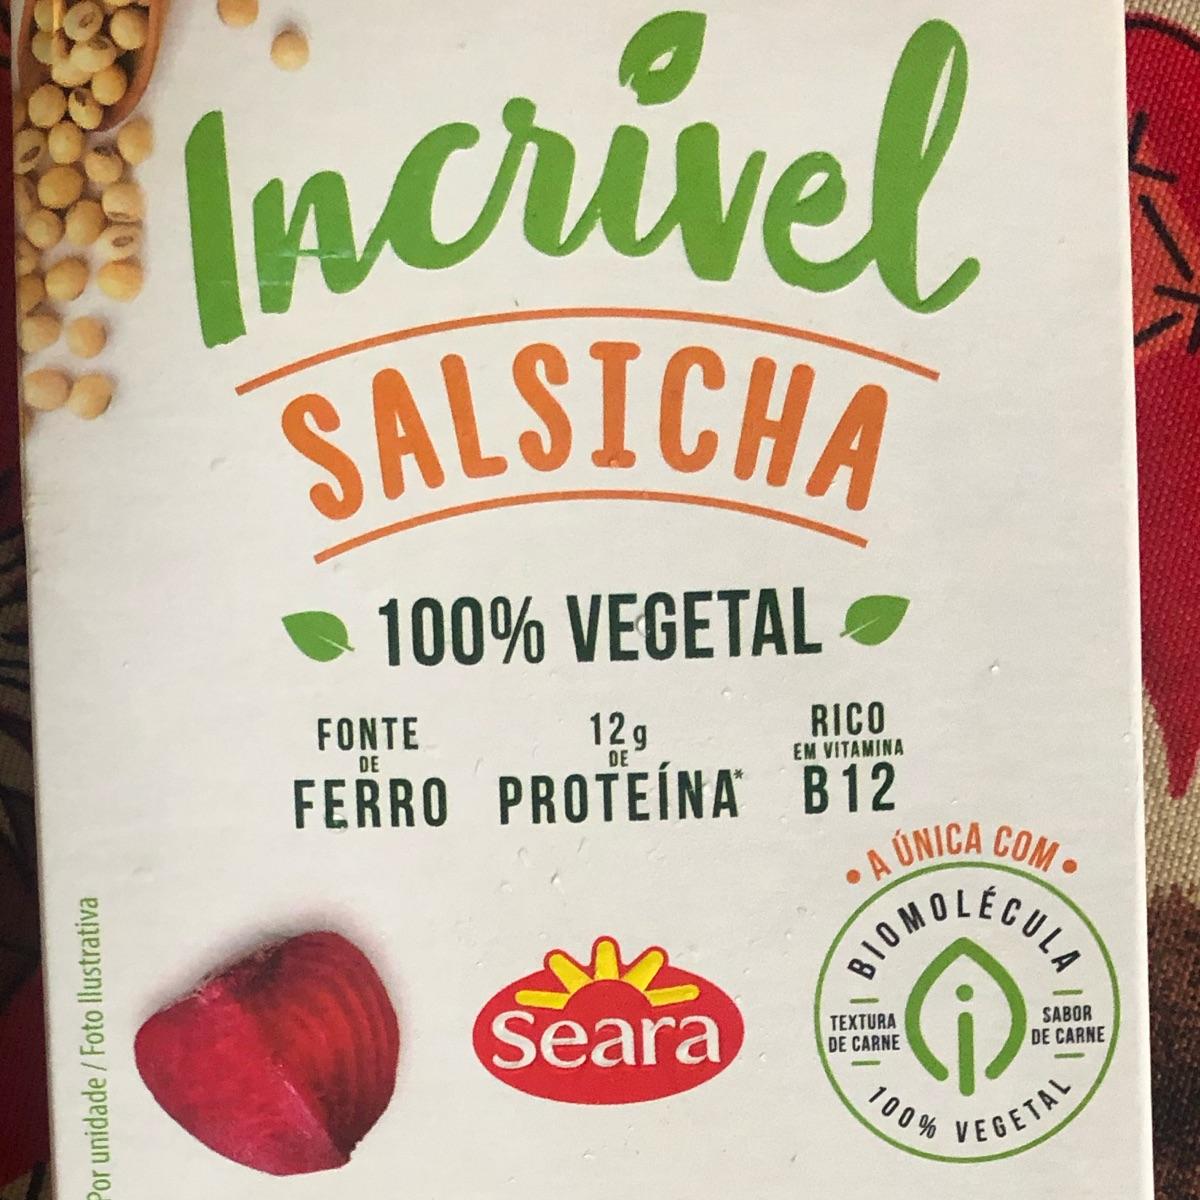 Incrível
SALSICHA
100% VEGETAL
FONTE
DE
FERRO
12g
DE
PROTEÍNA*
RICO
EM VITAMINA
B12
• A ÚNICA COM •
BIOMOLÉCULA
TEXTURA
DE CARNE
i
SABOR
DE CARNE
100% VEGETAL
Seara
Por unidade / Foto Ilustrativa